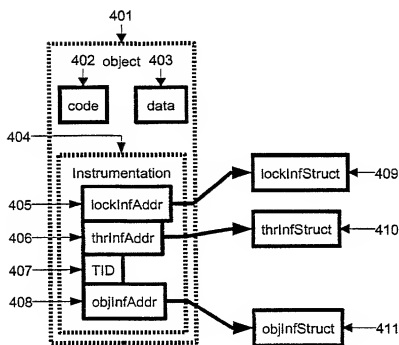 401
402 object 403
code data
404
Instrumentation
405 lockInfAddr lockInfStruct 409
406 thrInfAddr thrInfStruct 410
407 TID
408 objInfAddr objInfStruct 411